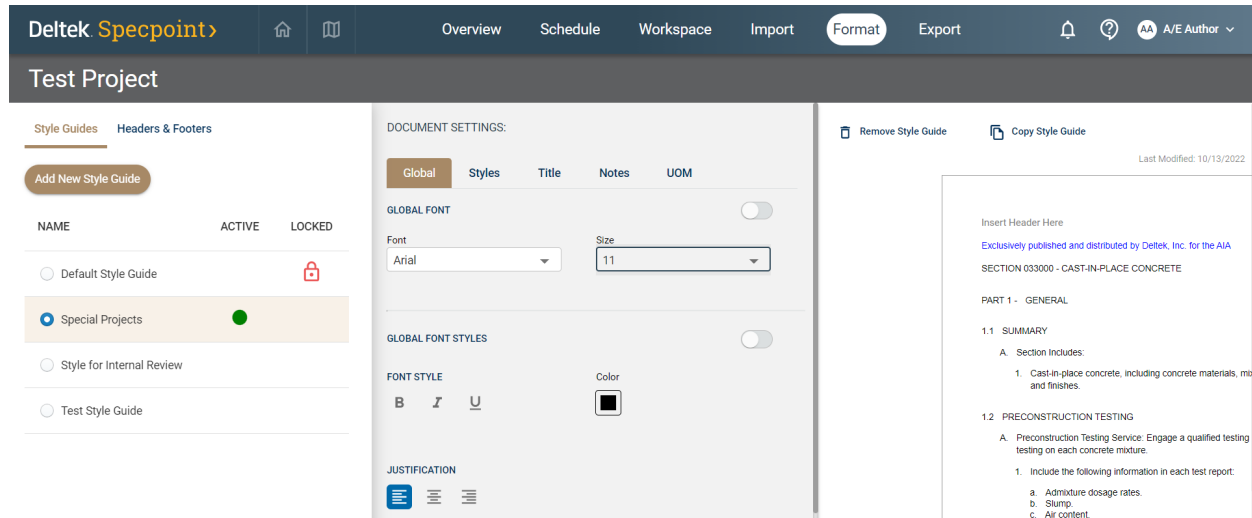 Deltek. Specpoint
Overview Schedule Workspace Import Format Export
AA A/E Author
Test Project
Style Guides Headers & Footers
Add New Style Guide
NAME ACTIVE LOCKED
Default Style Guide
Special Projects
Style for Internal Review
Test Style Guide
DOCUMENT SETTINGS:
Global Styles Title Notes UOM
GLOBAL FONT
Font Size
Arial 11
GLOBAL FONT STYLES
FONT STYLE Color
B I U
JUSTIFICATION
Remove Style Guide Copy Style Guide
Last Modified: 10/13/2022
Insert Header Here
Exclusively published and distributed by Deltek, Inc. for the AIA
SECTION 033000 - CAST-IN-PLACE CONCRETE
PART 1 - GENERAL
1.1 SUMMARY
A. Section Includes:
1. Cast-in-place concrete, including concrete materials, mix
and finishes.
1.2 PRECONSTRUCTION TESTING
A. Preconstruction Testing Service: Engage a qualified testing
testing on each concrete mixture.
1. Include the following information in each test report:
a. Admixture dosage rates.
b. Slump.
c. Air content.